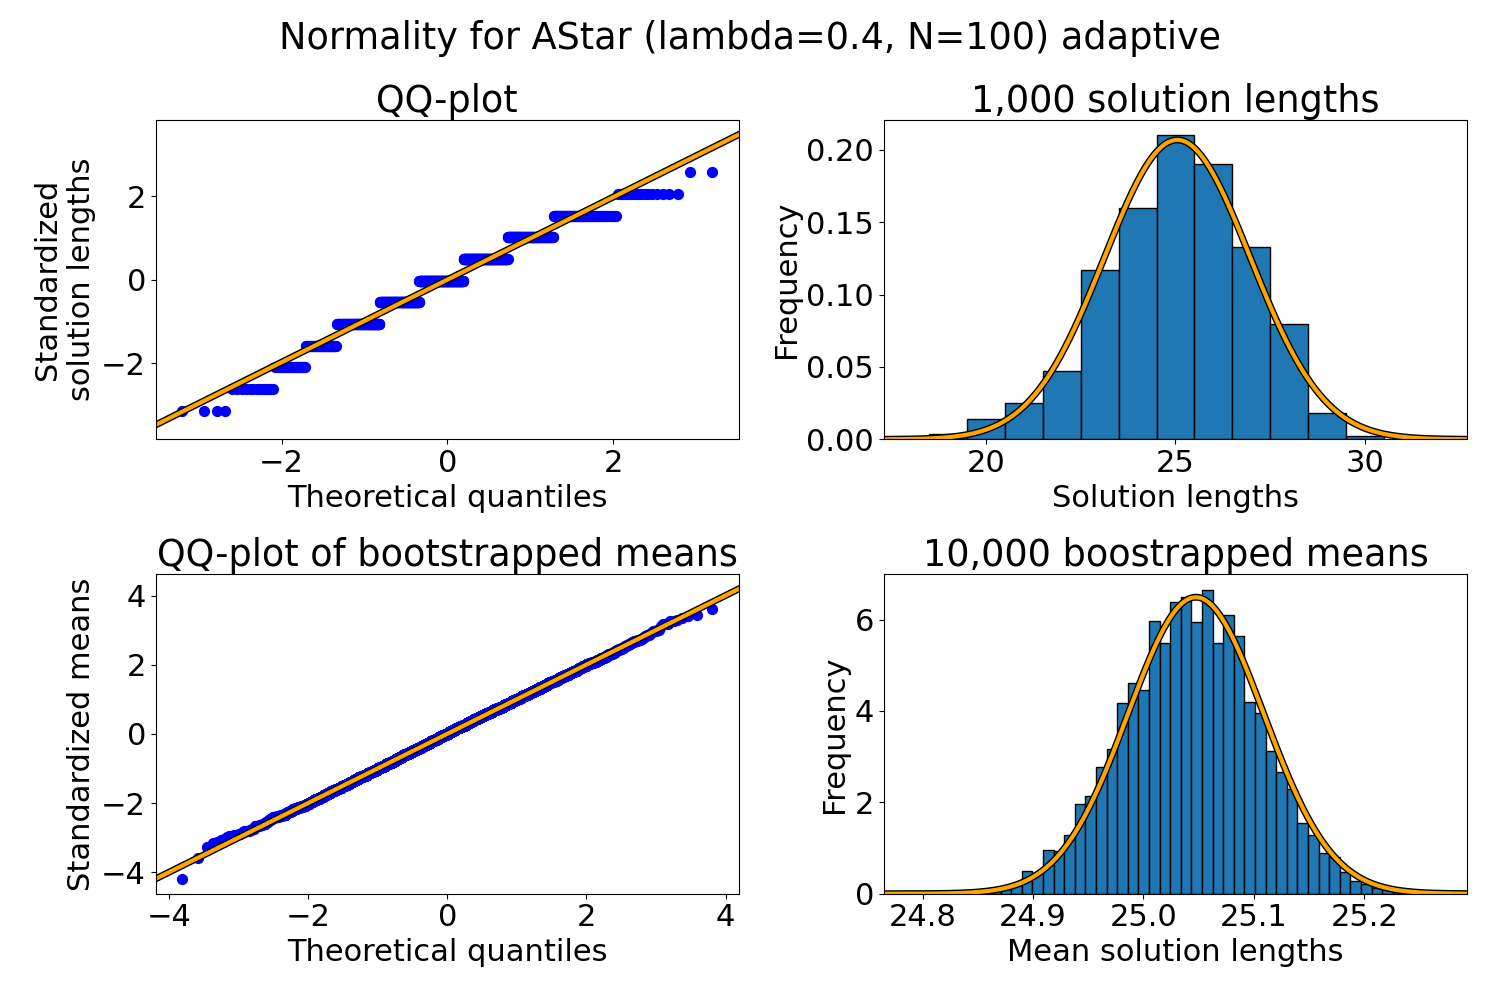 Normality for AStar (lambda=0.4, N=100) adaptive
QQ-plot
Standardized
solution lengths
2
0
−2
−2
0
2
Theoretical quantiles
1,000 solution lengths
Frequency
0.20
0.15
0.10
0.05
0.00
20
25
30
Solution lengths
QQ-plot of bootstrapped means
Standardized means
4
2
0
−2
−4
−4
−2
0
2
4
Theoretical quantiles
10,000 boostrapped means
Frequency
6
4
2
0
24.8
24.9
25.0
25.1
25.2
Mean solution lengths